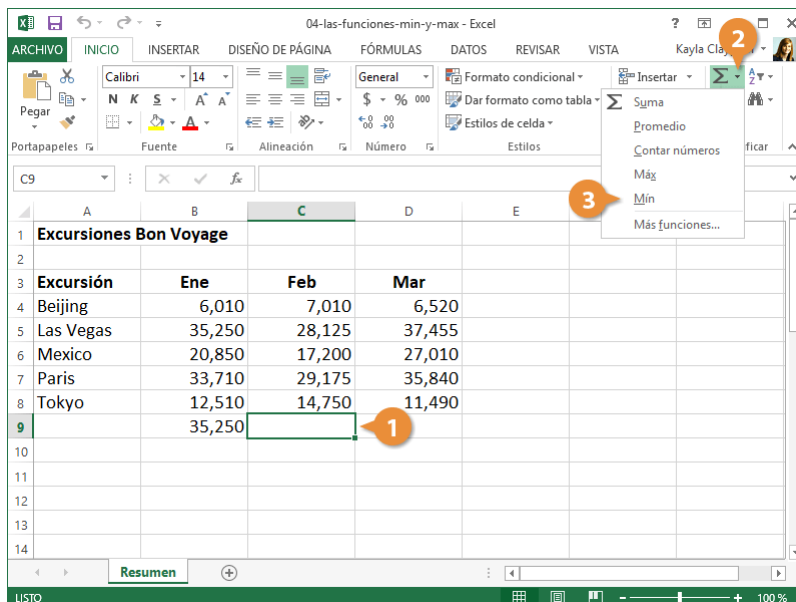 04-las-funciones-min-y-max - Excel
?
2
ARCHIVO INICIO INSERTAR DISEÑO DE PÁGINA FÓRMULAS DATOS REVISAR VISTA
Calibri 14 General Formato condicional Insertar Σ
Pegar N K S A A $ % 000 Dar formato como tabla
A Estilos de celda
Portapapeles Fuente Alineación Número Estilos
Σ Suma
Promedio
Contar números
Máx
3 Mín
Más funciones...
C9 fx
A B C D E
1 Excursiones Bon Voyage
2
3 Excursión Ene Feb Mar
4 Beijing 6,010 7,010 6,520
5 Las Vegas 35,250 28,125 37,455
6 Mexico 20,850 17,200 27,010
7 Paris 33,710 29,175 35,840
8 Tokyo 12,510 14,750 11,490
9 35,250 1
10
11
12
13
14
Resumen
LISTO 100 %